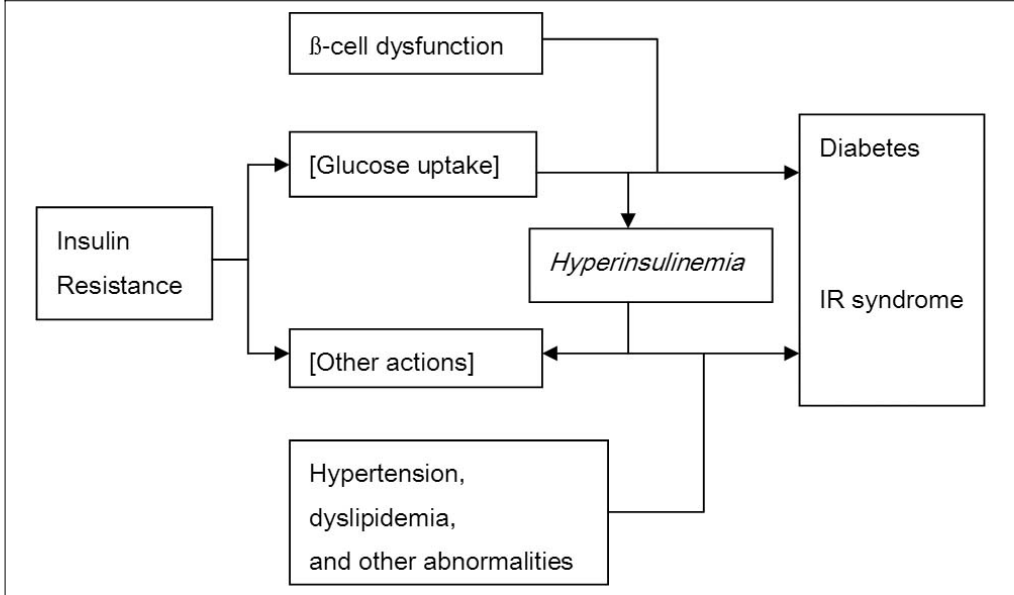 ß-cell dysfunction
[Glucose uptake]
Diabetes
Insulin
Resistance
Hyperinsulinemia
IR syndrome
[Other actions]
Hypertension,
dyslipidemia,
and other abnormalities